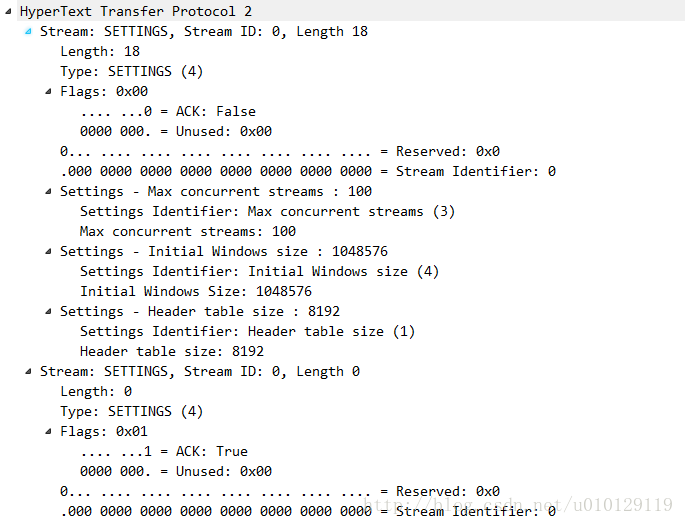 HyperText Transfer Protocol 2
Stream: SETTINGS, Stream ID: 0, Length 18
Length: 18
Type: SETTINGS (4)
Flags: 0x00
.... ...0 = ACK: False
0000 000. = Unused: 0x00
0... .... .... .... .... .... .... .... = Reserved: 0x0
.000 0000 0000 0000 0000 0000 0000 0000 = Stream Identifier: 0
Settings - Max concurrent streams : 100
Settings Identifier: Max concurrent streams (3)
Max concurrent streams: 100
Settings - Initial Windows size : 1048576
Settings Identifier: Initial Windows size (4)
Initial Windows Size: 1048576
Settings - Header table size : 8192
Settings Identifier: Header table size (1)
Header table size: 8192
Stream: SETTINGS, Stream ID: 0, Length 0
Length: 0
Type: SETTINGS (4)
Flags: 0x01
.... ...1 = ACK: True
0000 000. = Unused: 0x00
0... .... .... .... .... .... .... .... = Reserved: 0x0
http://blog.csdn.net/u010129119
.000 0000 0000 0000 0000 0000 0000 0000 = Stream Identifier: 0